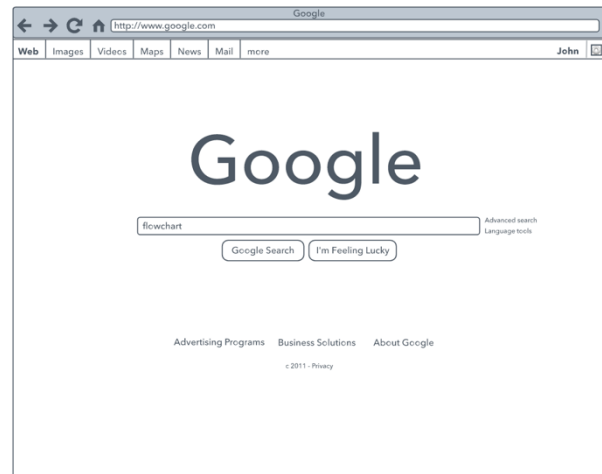 Google
http://www.google.com
Web Images Videos Maps News Mail more John
Google
flowchart
Advanced search
Language tools
Google Search I'm Feeling Lucky
Advertising Programs Business Solutions About Google
c 2011 - Privacy